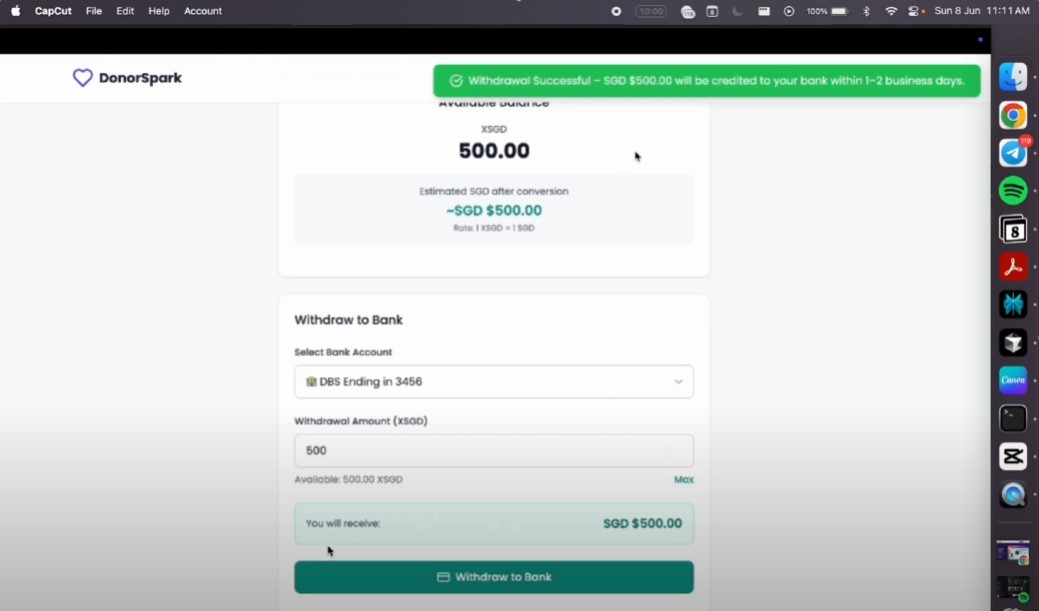 CapCut File Edit Help Account 10:00 100% Sun 8 Jun 11:11 AM
DonorSpark
Withdrawal Successful – SGD $500.00 will be credited to your bank within 1–2 business days.
Available Balance
XSGD
500.00
Estimated SGD after conversion
~SGD $500.00
Rate: 1 XSGD = 1 SGD
Withdraw to Bank
Select Bank Account
DBS Ending in 3456
Withdrawal Amount (XSGD)
500
Available: 500.00 XSGD
Max
You will receive:
SGD $500.00
Withdraw to Bank
119
8
Canva